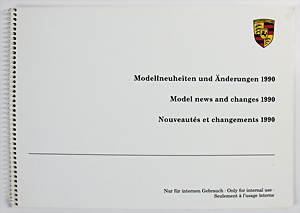 Modellneuheiten und Änderungen 1990
Model news and changes 1990
Nouveautés et changements 1990
Nur für internen Gebrauch · Only for internal use ·
Seulement à l'usage interne